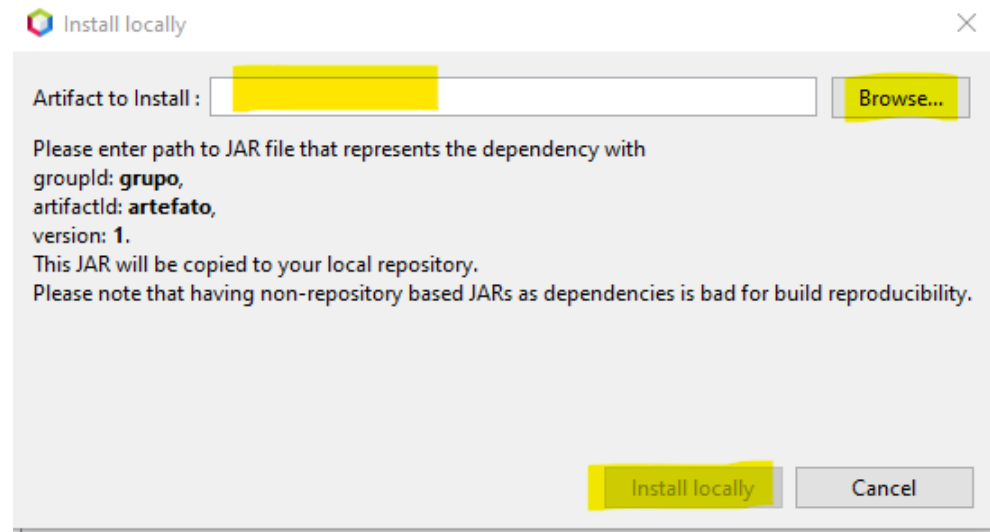 Install locally
Artifact to Install :
Browse...
Please enter path to JAR file that represents the dependency with
groupId: grupo,
artifactId: artefato,
version: 1.
This JAR will be copied to your local repository.
Please note that having non-repository based JARs as dependencies is bad for build reproducibility.
Install locally
Cancel